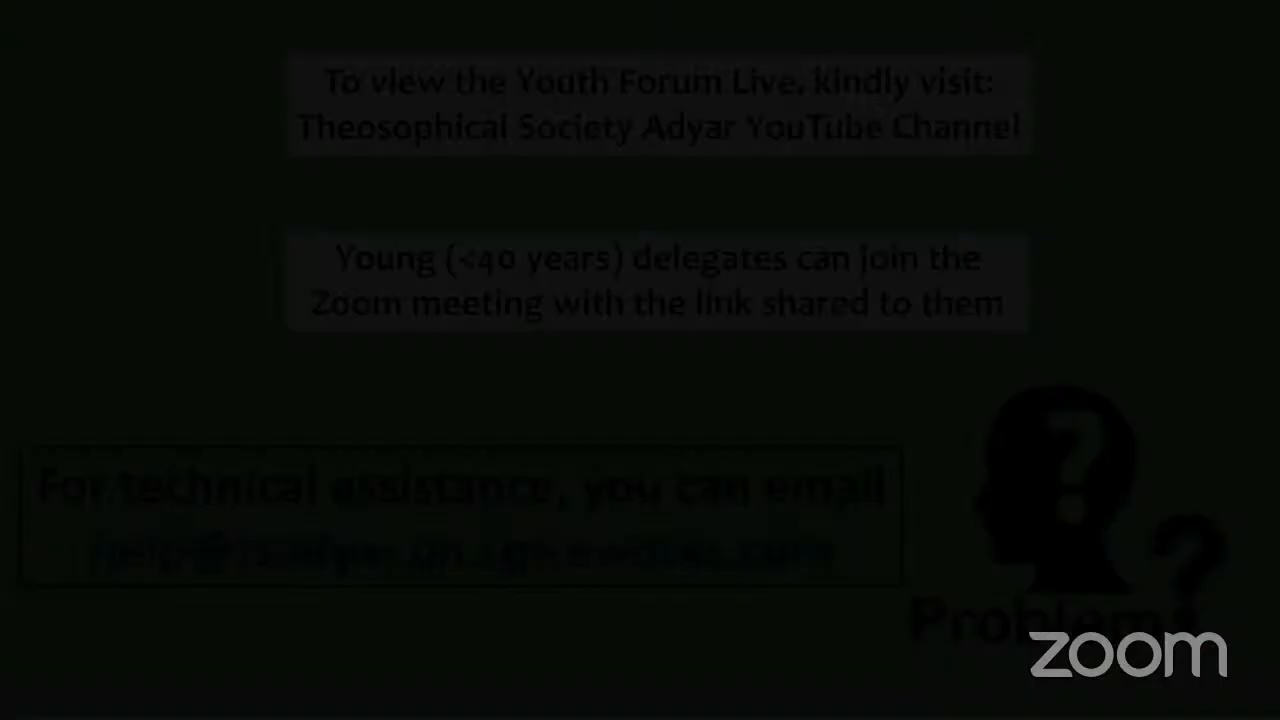 To view the Youth Forum Live, kindly visit:
Theosophical Society Adyar YouTube Channel
Young (<40 years) delegates can join the
Zoom meeting with the link shared to them
For technical assistance, you can email
?
?
Problem
zoom